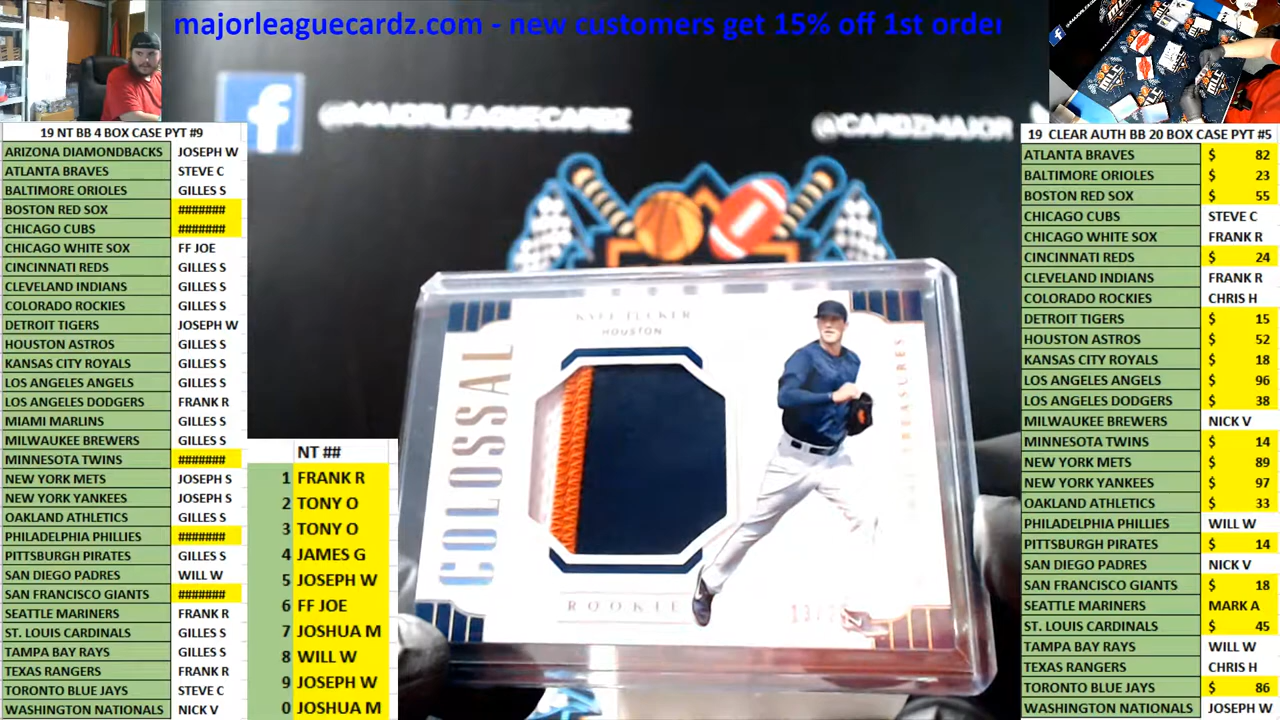 majorleaguecardz.com - new customers get 15% off 1st order
@MAJORLEAGUECARDZ
@CARDZMAJOR
19 NT BB 4 BOX CASE PYT #9
ARIZONA DIAMONDBACKS JOSEPH W
ATLANTA BRAVES STEVE C
BALTIMORE ORIOLES GILLES S
BOSTON RED SOX #######
CHICAGO CUBS #######
CHICAGO WHITE SOX FF JOE
CINCINNATI REDS GILLES S
CLEVELAND INDIANS GILLES S
COLORADO ROCKIES GILLES S
DETROIT TIGERS JOSEPH W
HOUSTON ASTROS GILLES S
KANSAS CITY ROYALS GILLES S
LOS ANGELES ANGELS GILLES S
LOS ANGELES DODGERS FRANK R
MIAMI MARLINS GILLES S
MILWAUKEE BREWERS GILLES S
MINNESOTA TWINS #######
NEW YORK METS JOSEPH S
NEW YORK YANKEES JOSEPH S
OAKLAND ATHLETICS GILLES S
PHILADELPHIA PHILLIES #######
PITTSBURGH PIRATES GILLES S
SAN DIEGO PADRES WILL W
SAN FRANCISCO GIANTS #######
SEATTLE MARINERS FRANK R
ST. LOUIS CARDINALS GILLES S
TAMPA BAY RAYS GILLES S
TEXAS RANGERS FRANK R
TORONTO BLUE JAYS STEVE C
WASHINGTON NATIONALS NICK V
NT ##
1 FRANK R
2 TONY O
3 TONY O
4 JAMES G
5 JOSEPH W
6 FF JOE
7 JOSHUA M
8 WILL W
9 JOSEPH W
0 JOSHUA M
KYLE TUCKER
HOUSTON
COLOSSAL
ROOKIE
TREASURES
19 CLEAR AUTH BB 20 BOX CASE PYT #5
ATLANTA BRAVES $ 82
BALTIMORE ORIOLES $ 23
BOSTON RED SOX $ 55
CHICAGO CUBS STEVE C
CHICAGO WHITE SOX FRANK R
CINCINNATI REDS $ 24
CLEVELAND INDIANS FRANK R
COLORADO ROCKIES CHRIS H
DETROIT TIGERS $ 15
HOUSTON ASTROS $ 52
KANSAS CITY ROYALS $ 18
LOS ANGELES ANGELS $ 96
LOS ANGELES DODGERS $ 38
MILWAUKEE BREWERS NICK V
MINNESOTA TWINS $ 14
NEW YORK METS $ 89
NEW YORK YANKEES $ 97
OAKLAND ATHLETICS $ 33
PHILADELPHIA PHILLIES WILL W
PITTSBURGH PIRATES $ 14
SAN DIEGO PADRES NICK V
SAN FRANCISCO GIANTS $ 18
SEATTLE MARINERS MARK A
ST. LOUIS CARDINALS $ 45
TAMPA BAY RAYS WILL W
TEXAS RANGERS CHRIS H
TORONTO BLUE JAYS $ 86
WASHINGTON NATIONALS JOSEPH W